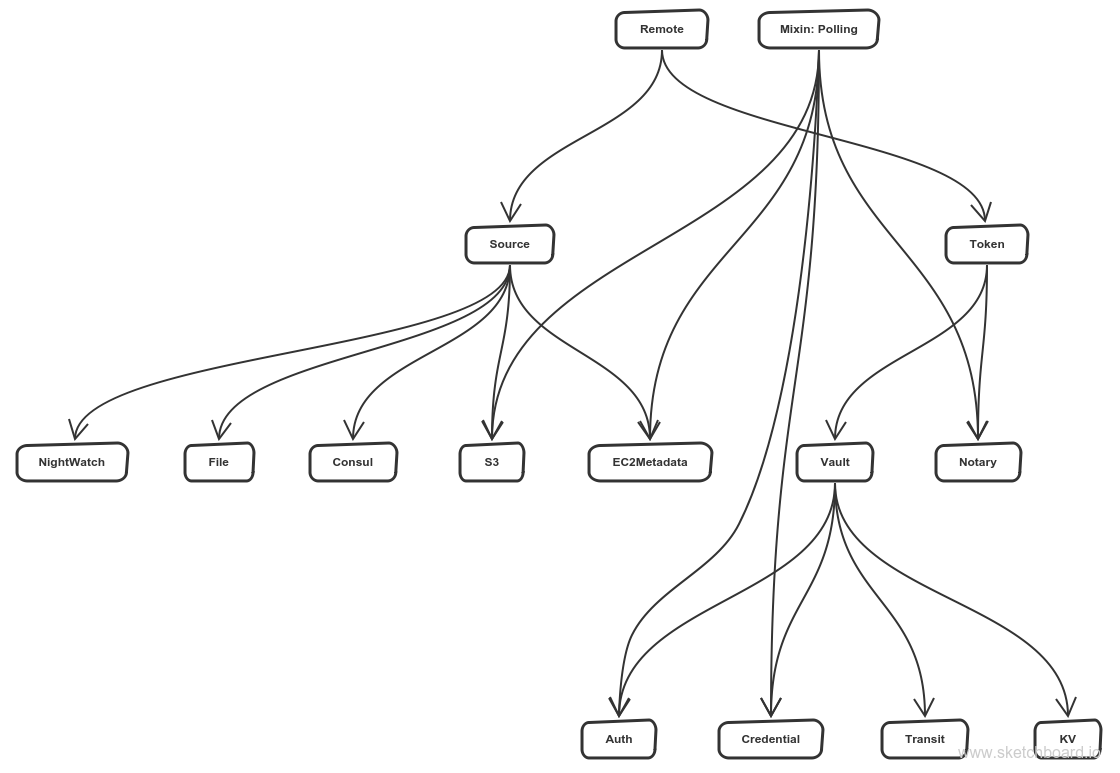 Remote
Mixin: Polling
Source
Token
NightWatch
File
Consul
S3
EC2Metadata
Vault
Notary
Auth
Credential
Transit
KV
www.sketchboard.io